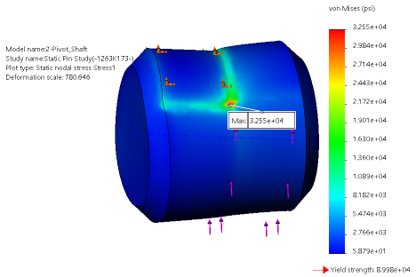 von Mises (psi)
Model name:2-Pivot_Shaft
Study name:Static Pin Study(-1263K173-)
Plot type: Static nodal stress Stress1
Deformation scale: 780.646
3.255e+04
2.984e+04
2.714e+04
2.443e+04
2.172e+04
1.901e+04
1.630e+04
1.360e+04
1.089e+04
8.182e+03
5.474e+03
2.766e+03
5.879e+01
Max: 3.255e+04
Yield strength: 8.998e+04